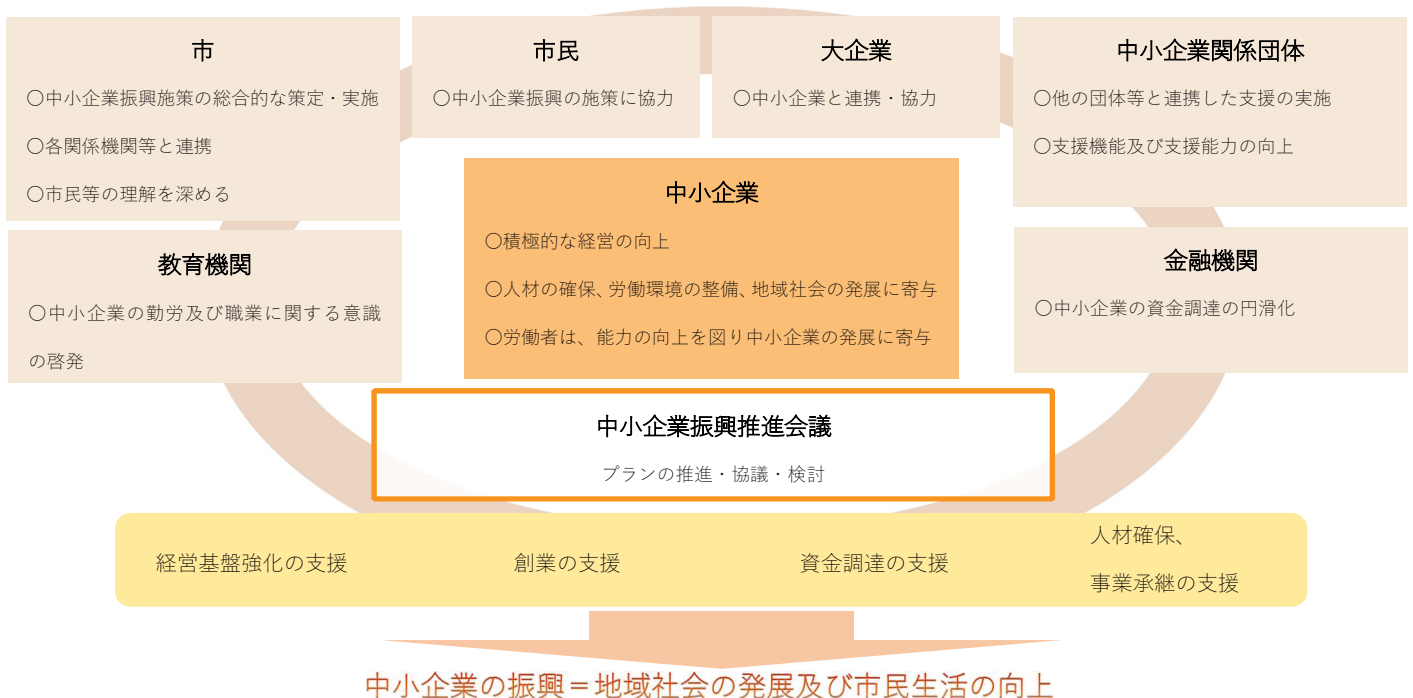 市
〇中小企業振興施策の総合的な策定・実施
〇各関係機関等と連携
〇市民等の理解を深める
市民
〇中小企業振興の施策に協力
大企業
〇中小企業と連携・協力
中小企業関係団体
〇他の団体等と連携した支援の実施
〇支援機能及び支援能力の向上
中小企業
〇積極的な経営の向上
〇人材の確保、労働環境の整備、地域社会の発展に寄与
〇労働者は、能力の向上を図り中小企業の発展に寄与
教育機関
〇中小企業の勤労及び職業に関する意識
の啓発
金融機関
〇中小企業の資金調達の円滑化
中小企業振興推進会議
プランの推進・協議・検討
経営基盤強化の支援
創業の支援
資金調達の支援
人材確保、
事業承継の支援
中小企業の振興＝地域社会の発展及び市民生活の向上